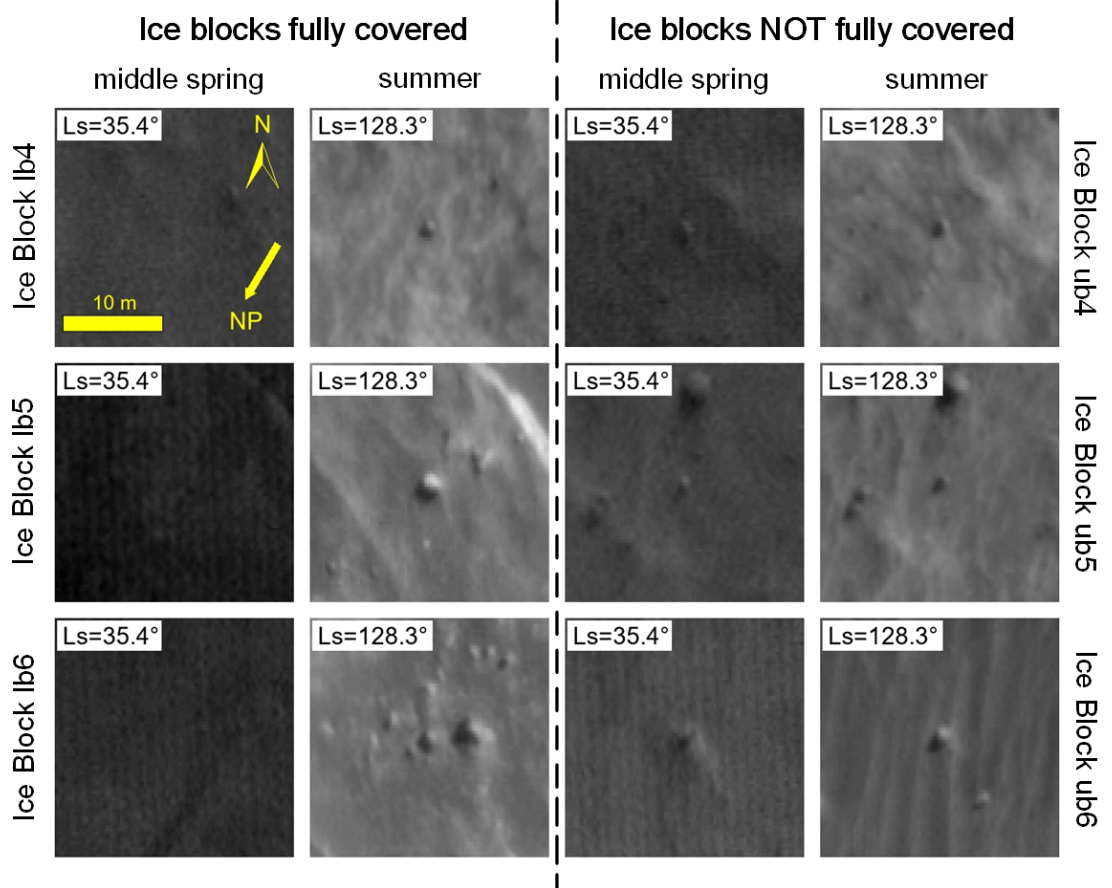 Ice blocks fully covered
Ice blocks NOT fully covered
middle spring
summer
middle spring
summer
Ice Block lb4
Ls=35.4°
N
10 m
NP
Ls=128.3°
Ls=35.4°
Ls=128.3°
Ice Block ub4
Ice Block lb5
Ls=35.4°
Ls=128.3°
Ls=35.4°
Ls=128.3°
Ice Block ub5
Ice Block lb6
Ls=35.4°
Ls=128.3°
Ls=35.4°
Ls=128.3°
Ice Block ub6